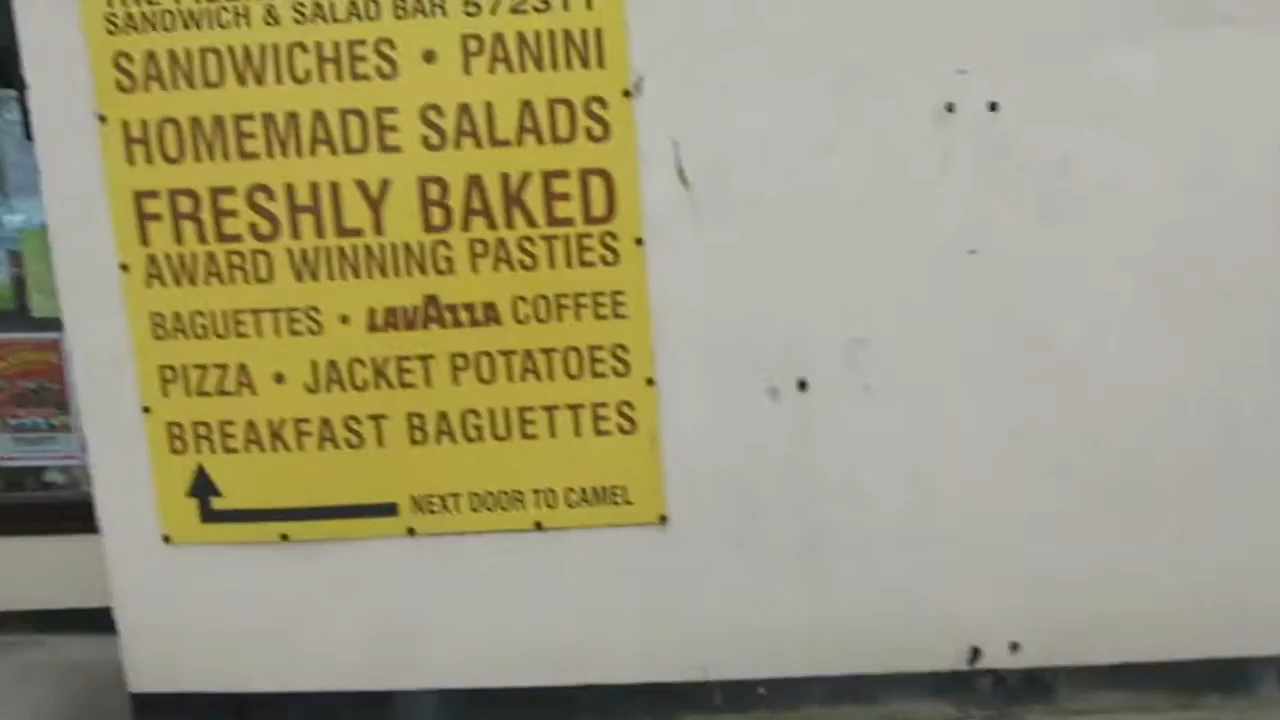 SANDWICH & SALAD BAR 572311
SANDWICHES • PANINI
HOMEMADE SALADS
FRESHLY BAKED
AWARD WINNING PASTIES
BAGUETTES • LAVAZZA COFFEE
PIZZA • JACKET POTATOES
BREAKFAST BAGUETTES
NEXT DOOR TO CAMEL